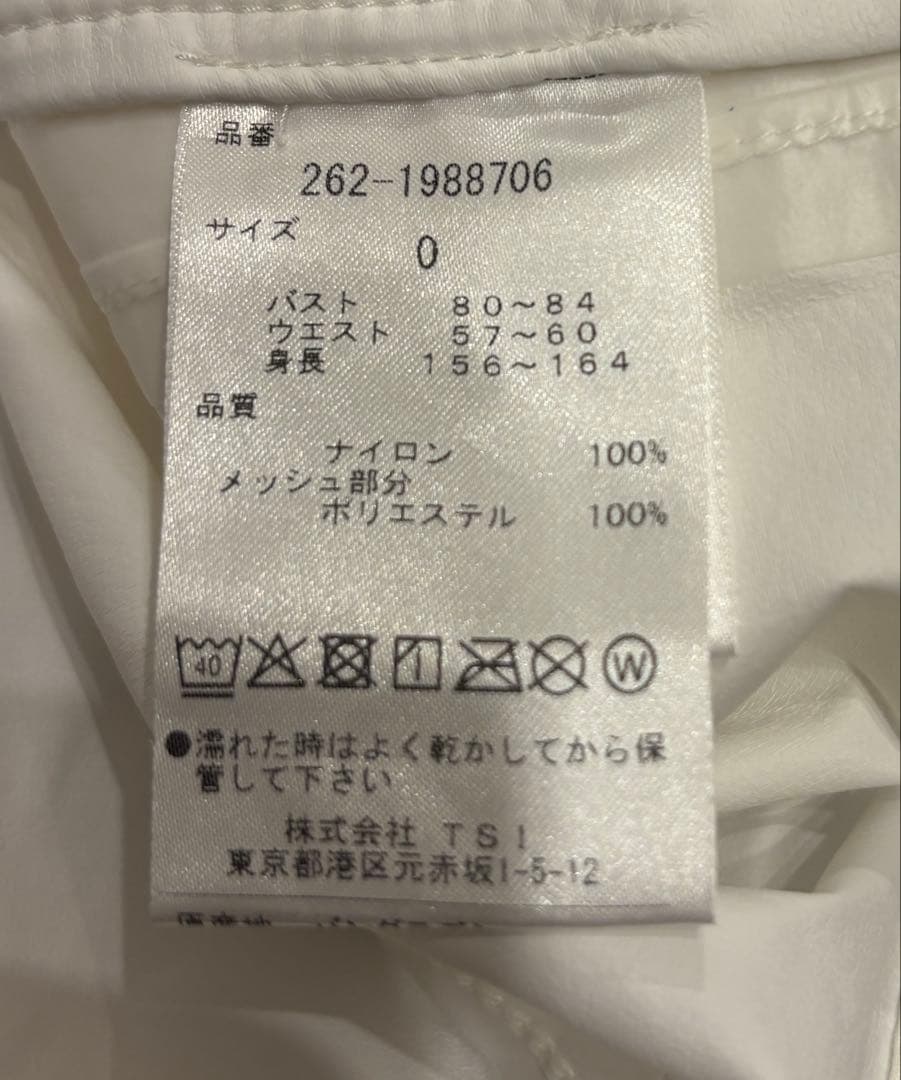 品番
262-1988706
サイズ
0
バスト 80～84
ウエスト 57～60
身長 156～164
品質
ナイロン 100%
メッシュ部分
ポリエステル 100%
40
W
●濡れた時はよく乾かしてから保
管して下さい
株式会社 TSI
東京都港区元赤坂1-5-12
原産地